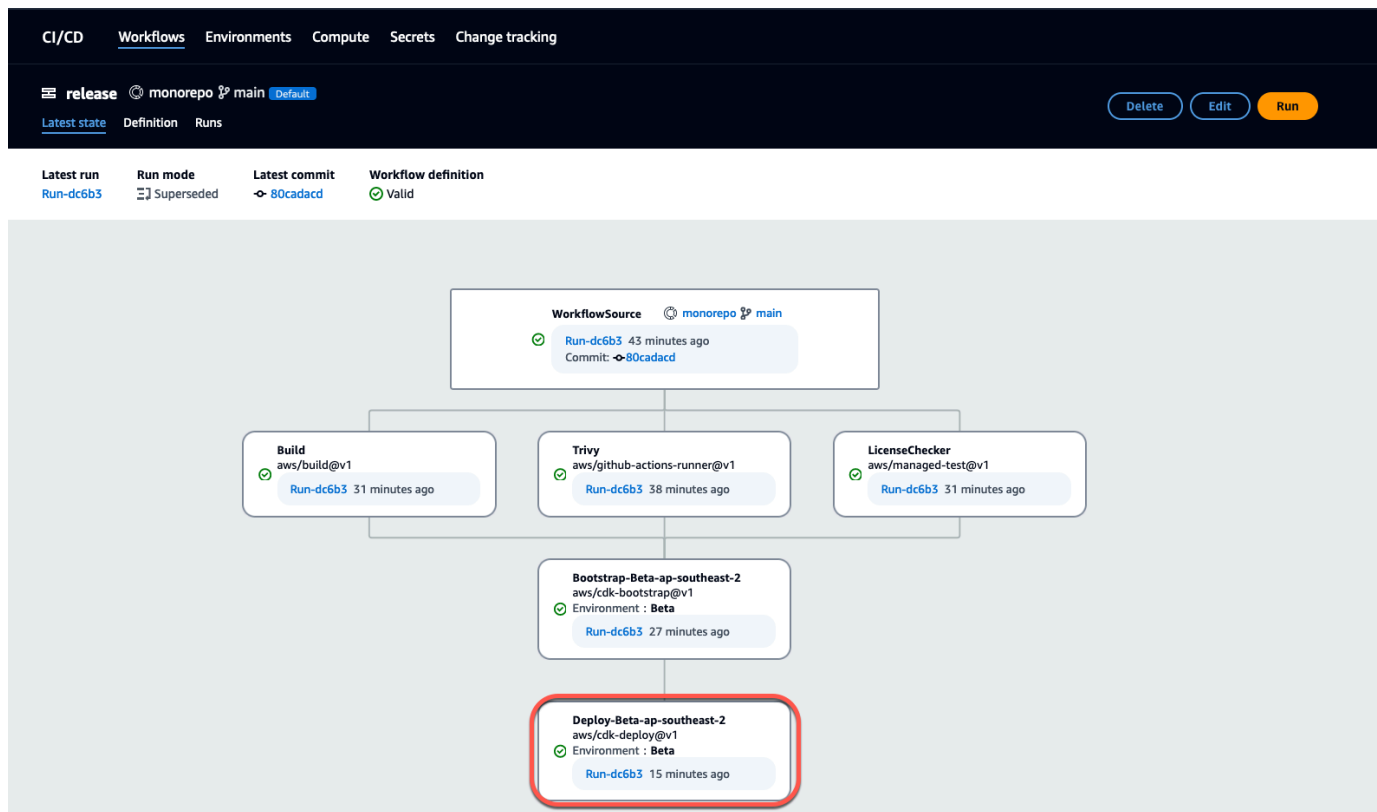 CI/CD Workflows Environments Compute Secrets Change tracking
release monorepo main Default
Delete Edit Run
Latest state Definition Runs
Latest run Run mode Latest commit Workflow definition
Run-dc6b3 Superseded 80cadacd Valid
WorkflowSource monorepo main
Run-dc6b3 43 minutes ago
Commit: 80cadacd
Build
aws/build@v1
Run-dc6b3 31 minutes ago
Trivy
aws/github-actions-runner@v1
Run-dc6b3 38 minutes ago
LicenseChecker
aws/managed-test@v1
Run-dc6b3 31 minutes ago
Bootstrap-Beta-ap-southeast-2
aws/cdk-bootstrap@v1
Environment : Beta
Run-dc6b3 27 minutes ago
Deploy-Beta-ap-southeast-2
aws/cdk-deploy@v1
Environment : Beta
Run-dc6b3 15 minutes ago